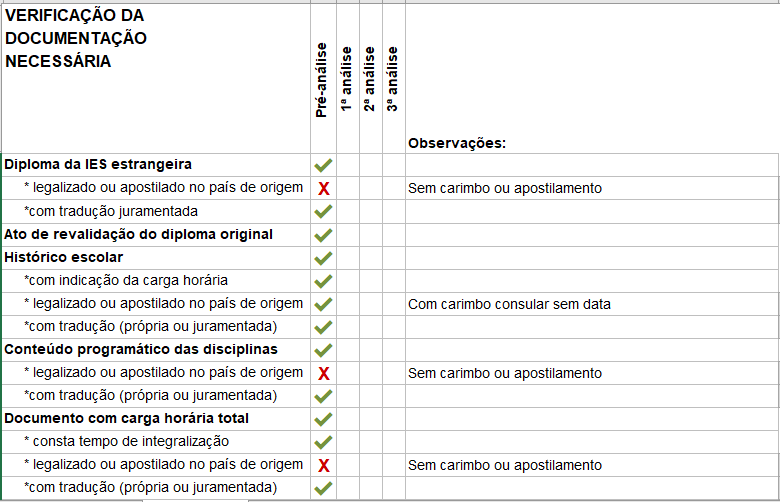 VERIFICAÇÃO DA
DOCUMENTAÇÃO
NECESSÁRIA
Pré-análise
1ª análise
2ª análise
3ª análise
Observações:
Diploma da IES estrangeira
* legalizado ou apostilado no país de origem X Sem carimbo ou apostilamento
*com tradução juramentada
Ato de revalidação do diploma original
Histórico escolar
*com indicação da carga horária
* legalizado ou apostilado no país de origem Com carimbo consular sem data
*com tradução (própria ou juramentada)
Conteúdo programático das disciplinas
* legalizado ou apostilado no país de origem X Sem carimbo ou apostilamento
*com tradução (própria ou juramentada)
Documento com carga horária total
* consta tempo de integralização
* legalizado ou apostilado no país de origem X Sem carimbo ou apostilamento
*com tradução (própria ou juramentada)